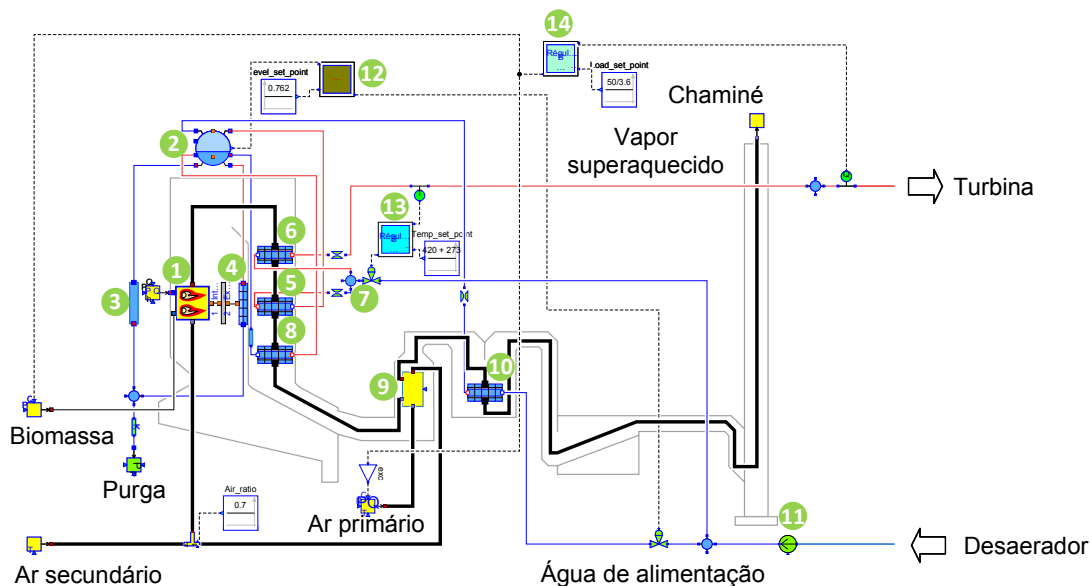 14
Régul...
Load_set_point
50/3.6
12
evel_set_point
0.762
Chaminé
Vapor
superaquecido
Turbina
2
13
Régul...
Temp_set_point
420 + 273
6
1
4
5
3
7
8
9
10
Biomassa
Purga
Air_ratio
0.7
exc
Ar primário
11
Ar secundário
Água de alimentação
Desaerador